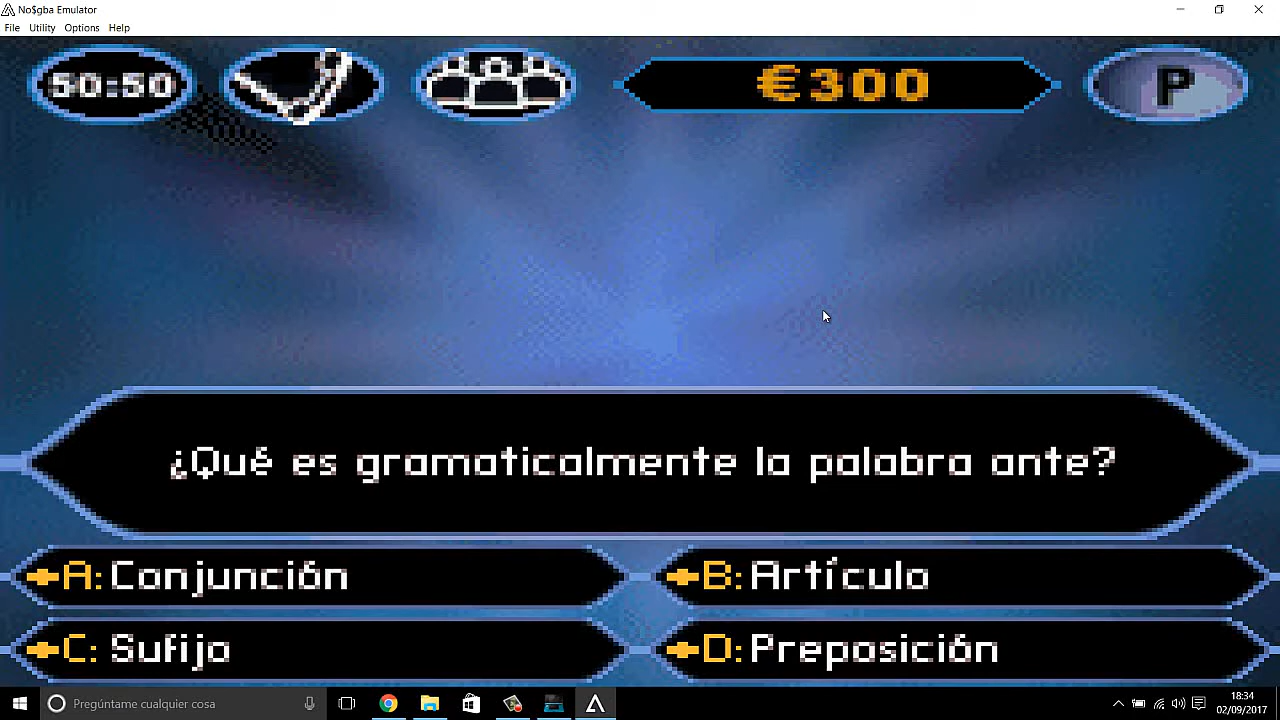 No$gba Emulator
File Utility Options Help
50:50
€300
P
¿Qué es gramaticalmente la palabra ante?
A: Conjunción
B: Artículo
C: Sufijo
D: Preposición
Pregúntame cualquier cosa
18:34
02/09/2017